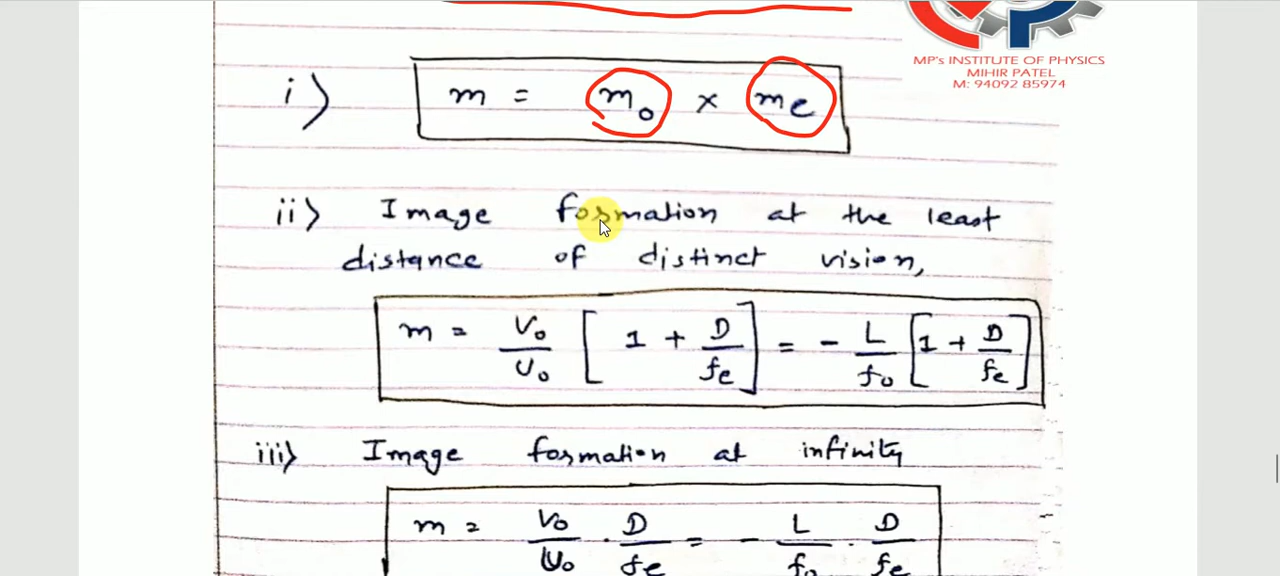 MP's INSTITUTE OF PHYSICS
MIHIR PATEL
M: 94092 85974
i) m = m₀ × me
ii) Image formation at the least
distance of distinct vision,
m = V₀/U₀ [1 + D/fe] = - L/f₀ [1 + D/fe]
iii) Image formation at infinity
m = V₀/U₀ . D/fe = - L/f₀ . D/fe